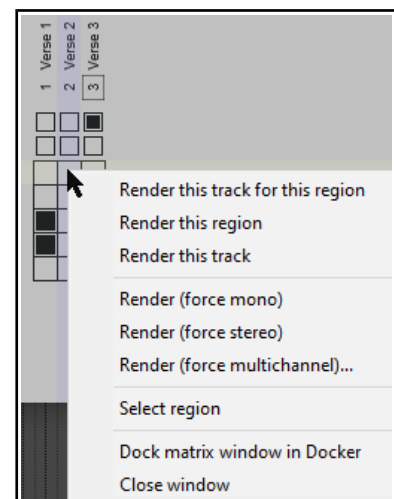 1 Verse 1
2 Verse 2
3 Verse 3
Render this track for this region
Render this region
Render this track
Render (force mono)
Render (force stereo)
Render (force multichannel)...
Select region
Dock matrix window in Docker
Close window